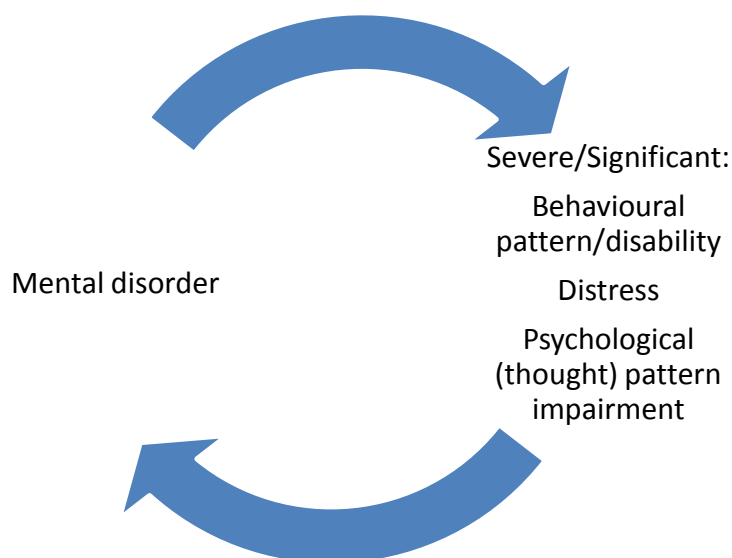 Severe/Significant:
Behavioural
pattern/disability
Mental disorder
Distress
Psychological
(thought) pattern
impairment